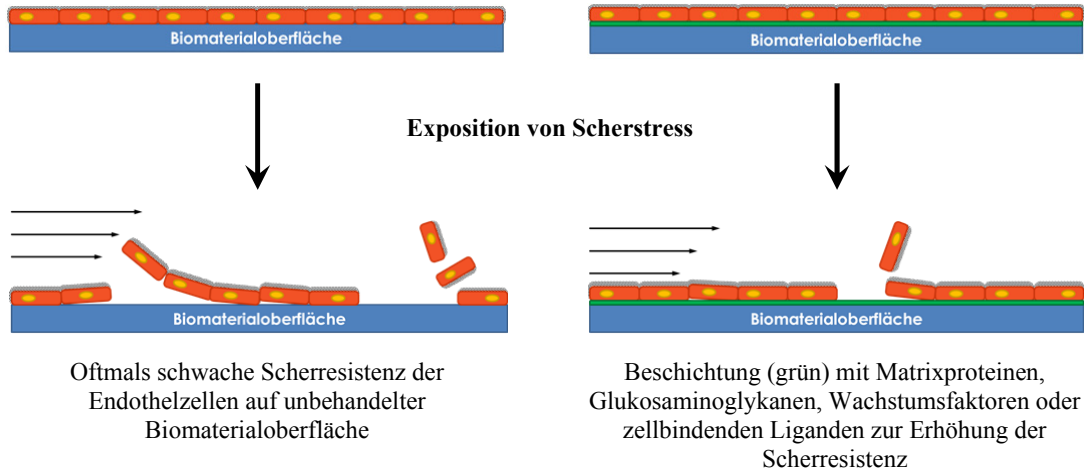 Biomaterialoberfläche
Biomaterialoberfläche
Exposition von Scherstress
Biomaterialoberfläche
Biomaterialoberfläche
Oftmals schwache Scherresistenz der
Endothelzellen auf unbehandelter
Biomaterialoberfläche
Beschichtung (grün) mit Matrixproteinen,
Glukosaminoglykanen, Wachstumsfaktoren oder
zellbindenden Liganden zur Erhöhung der
Scherresistenz